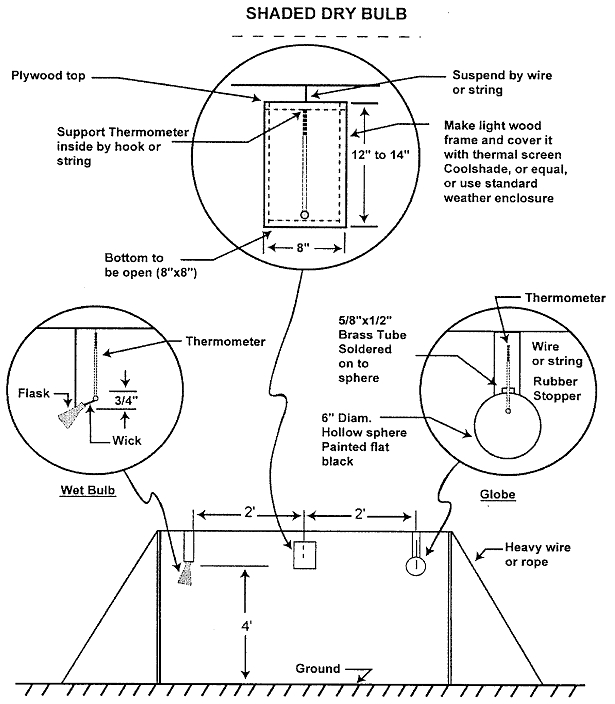 SHADED DRY BULB
Plywood top
Suspend by wire
or string
Support Thermometer
inside by hook or
string
12" to 14"
Make light wood
frame and cover it
with thermal screen
Coolshade, or equal,
or use standard
weather enclosure
8"
Bottom to
be open (8"x8")
Thermometer
Flask
3/4"
Wick
Wet Bulb
5/8"x1/2"
Brass Tube
Soldered
on to
sphere
Thermometer
Wire
or string
Rubber
Stopper
6" Diam.
Hollow sphere
Painted flat
black
Globe
2'
2'
Heavy wire
or rope
4'
Ground